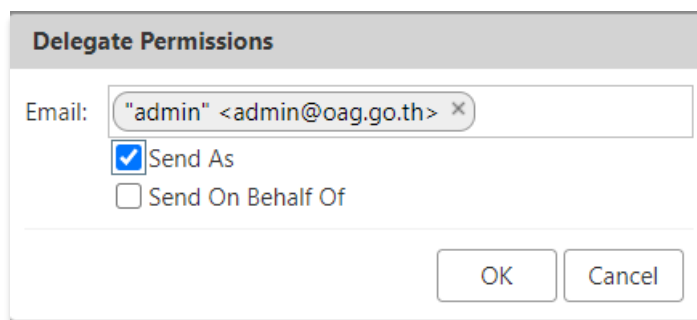 Delegate Permissions
Email: "admin" <admin@oag.go.th> ×
Send As
Send On Behalf Of
OK Cancel